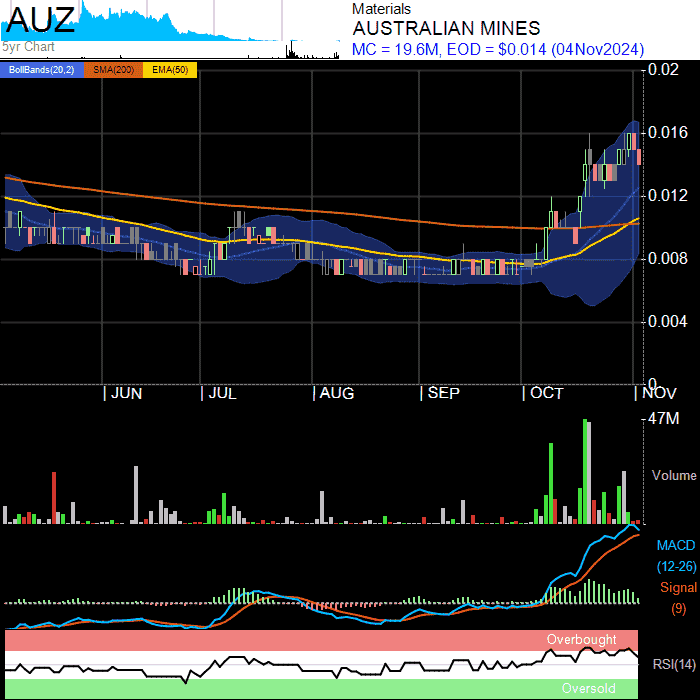 AUZ
5yr Chart
Materials
AUSTRALIAN MINES
MC = 19.6M, EOD = $0.014 (04Nov2024)
BollBands(20,2) SMA(200) EMA(50)
0.02
0.016
0.012
0.008
0.004
0
JUN JUL AUG SEP OCT NOV
47M
Volume
MACD
(12-26)
Signal
(9)
Overbought
RSI(14)
Oversold